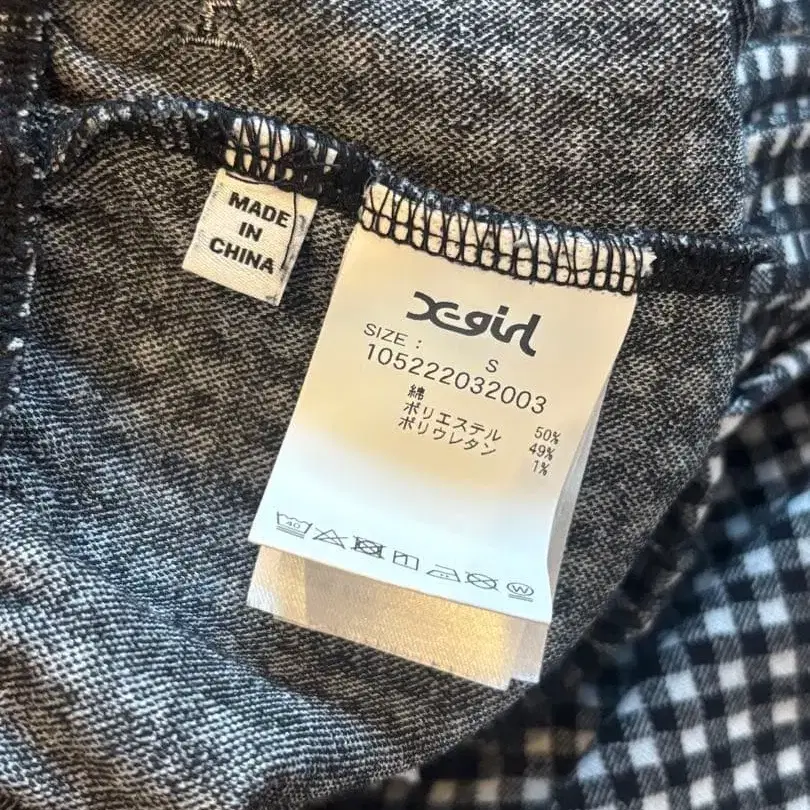 MADE
IN
CHINA
X-girl
SIZE : S
105222032003
綿 50%
ポリエステル 49%
ポリウレタン 1%
40
W